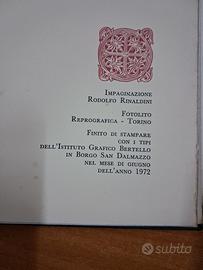 Impaginazione
Rodolfo Rinaldini
Fotolito
Reprografica - Torino
Finito di stampare
con i tipi
dell'Istituto Grafico Bertello
in Borgo San Dalmazzo
nel mese di giugno
dell'anno 1972
subito